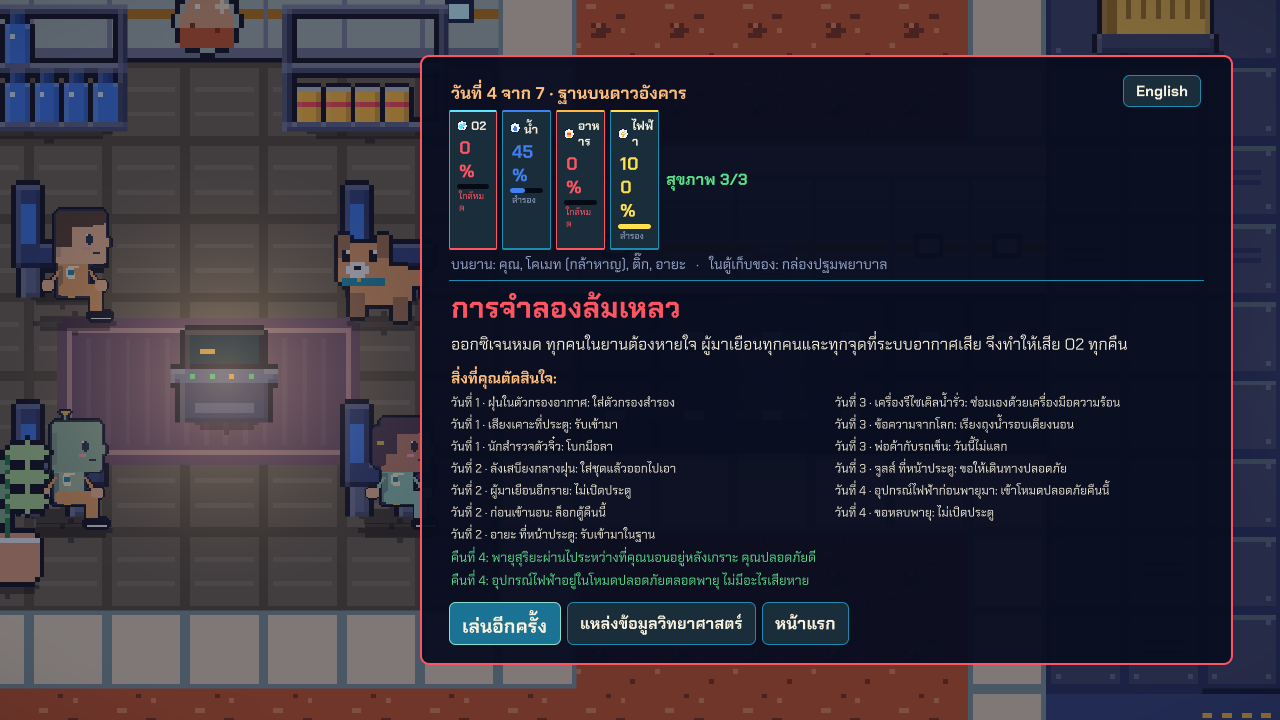 วันที่ 4 จาก 7 · ฐานบนดาวอังคาร
English
O2
0
%
ใกล้หม
ด
น้ำ
45
%
สำรอง
อาห
าร
0
%
ใกล้หม
ด
ไฟฟ้
า
10
0
%
สำรอง
สุขภาพ 3/3
บนยาน: คุณ, โคเมท (กล้าหาญ), ติ๊ก, อายะ · ในตู้เก็บของ: กล่องปฐมพยาบาล
การจำลองล้มเหลว
ออกซิเจนหมด ทุกคนในยานต้องหายใจ ผู้มาเยือนทุกคนและทุกจุดที่ระบบอากาศเสีย จึงทำให้เสีย O2 ทุกคืน
สิ่งที่คุณตัดสินใจ:
วันที่ 1 · ฝุ่นในตัวกรองอากาศ: ใส่ตัวกรองสำรอง
วันที่ 1 · เสียงเคาะที่ประตู: รับเข้ามา
วันที่ 1 · นักสำรวจตัวจิ๋ว: โบกมือลา
วันที่ 2 · ลังเสบียงกลางฝุ่น: ใส่ชุดแล้วออกไปเอา
วันที่ 2 · ผู้มาเยือนอีกราย: ไม่เปิดประตู
วันที่ 2 · ก่อนเข้านอน: ล็อกตู้คืนนี้
วันที่ 2 · อายะ ที่หน้าประตู: รับเข้ามาในฐาน
วันที่ 3 · เครื่องรีไซเคิลน้ำรั่ว: ซ่อมเองด้วยเครื่องมือความร้อน
วันที่ 3 · ข้อความจากโลก: เรียงถุงน้ำรอบเตียงนอน
วันที่ 3 · พ่อค้ากับรถเข็น: วันนี้ไม่แลก
วันที่ 3 · จูลส์ ที่หน้าประตู: ขอให้เดินทางปลอดภัย
วันที่ 4 · อุปกรณ์ไฟฟ้าก่อนพายุมา: เข้าโหมดปลอดภัยคืนนี้
วันที่ 4 · ขอหลบพายุ: ไม่เปิดประตู
คืนที่ 4: พายุสุริยะผ่านไประหว่างที่คุณนอนอยู่หลังเกราะ คุณปลอดภัยดี
คืนที่ 4: อุปกรณ์ไฟฟ้าอยู่ในโหมดปลอดภัยตลอดพายุ ไม่มีอะไรเสียหาย
เล่นอีกครั้ง
แหล่งข้อมูลวิทยาศาสตร์
หน้าแรก